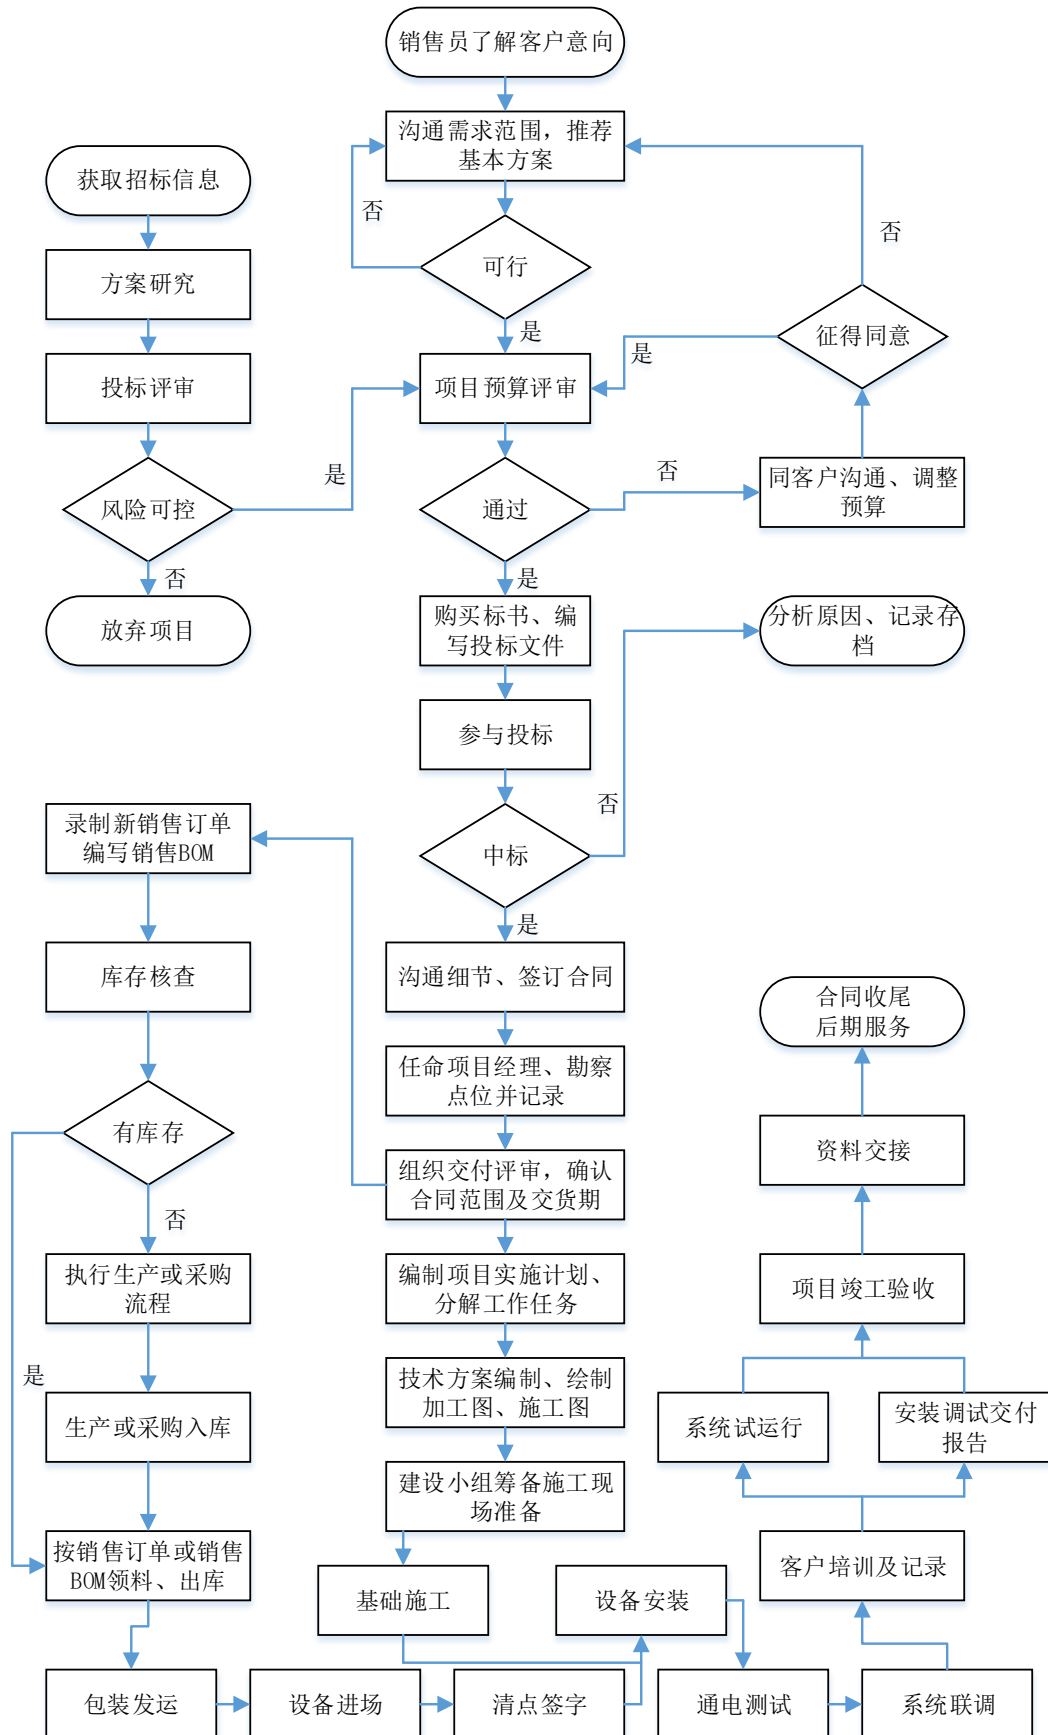 销售员了解客户意向
沟通需求范围，推荐
基本方案
获取招标信息
否
否
方案研究
可行
是
征得同意
是
投标评审
项目预算评审
是
否
风险可控
通过
同客户沟通、调整
预算
否
是
放弃项目
购买标书、编
写投标文件
分析原因、记录存
档
参与投标
否
录制新销售订单
编写销售BOM
中标
是
库存核查
沟通细节、签订合同
合同收尾
后期服务
任命项目经理、勘察
点位并记录
有库存
资料交接
组织交付评审，确认
合同范围及交货期
否
执行生产或采购
流程
编制项目实施计划、
分解工作任务
项目竣工验收
是
技术方案编制、绘制
加工图、施工图
生产或采购入库
系统试运行
安装调试交付
报告
建设小组筹备施工现
场准备
按销售订单或销售
BOM领料、出库
客户培训及记录
基础施工
设备安装
包装发运
设备进场
清点签字
通电测试
系统联调